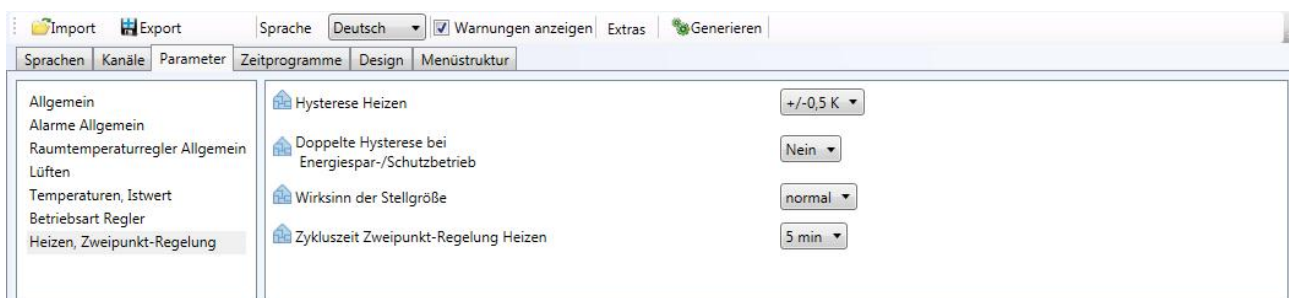 Import Export Sprache Deutsch Warnungen anzeigen Extras Generieren
Sprachen Kanäle Parameter Zeitprogramme Design Menüstruktur
Allgemein
Alarme Allgemein
Raumtemperaturregler Allgemein
Lüften
Temperaturen, Istwert
Betriebsart Regler
Heizen, Zweipunkt-Regelung
Hysterese Heizen +/-0,5 K
Doppelte Hysterese bei
Energiespar-/Schutzbetrieb Nein
Wirksinn der Stellgröße normal
Zykluszeit Zweipunkt-Regelung Heizen 5 min